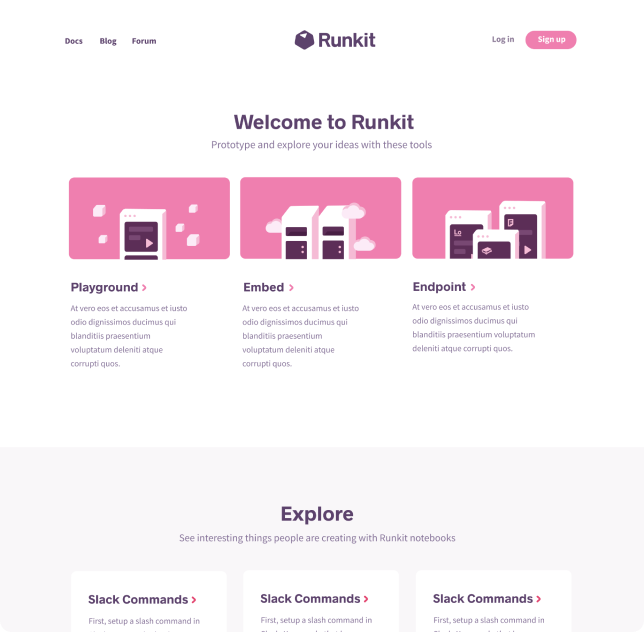 Docs Blog Forum Runkit Log in Sign up
Welcome to Runkit
Prototype and explore your ideas with these tools
Lo
Playground
At vero eos et accusamus et iusto
odio dignissimos ducimus qui
blanditiis praesentium
voluptatum deleniti atque
corrupti quos.
Embed
At vero eos et accusamus et iusto
odio dignissimos ducimus qui
blanditiis praesentium
voluptatum deleniti atque
corrupti quos.
Endpoint
At vero eos et accusamus et iusto
odio dignissimos ducimus qui
blanditiis praesentium voluptatum
deleniti atque corrupti quos.
Explore
See interesting things people are creating with Runkit notebooks
Slack Commands
First, setup a slash command in
Slack Commands
First, setup a slash command in
Slack Commands
First, setup a slash command in